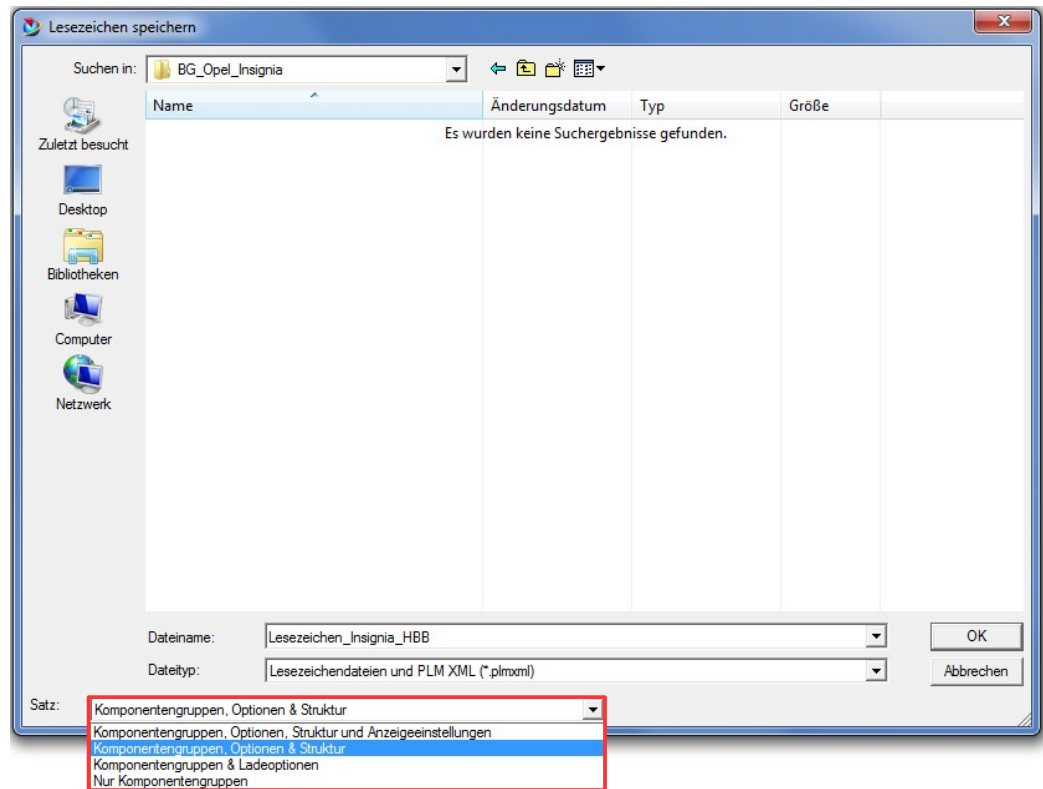 Lesezeichen speichern
Suchen in: BG_Opel_Insignia
Name Änderungsdatum Typ Größe
Es wurden keine Suchergebnisse gefunden.
Zuletzt besucht
Desktop
Bibliotheken
Computer
Netzwerk
Dateiname: Lesezeichen_Insignia_HBB OK
Dateityp: Lesezeichendateien und PLM XML (*.plmxml) Abbrechen
Satz: Komponentengruppen, Optionen & Struktur
Komponentengruppen, Optionen, Struktur und Anzeigeeinstellungen
Komponentengruppen, Optionen & Struktur
Komponentengruppen & Ladeoptionen
Nur Komponentengruppen